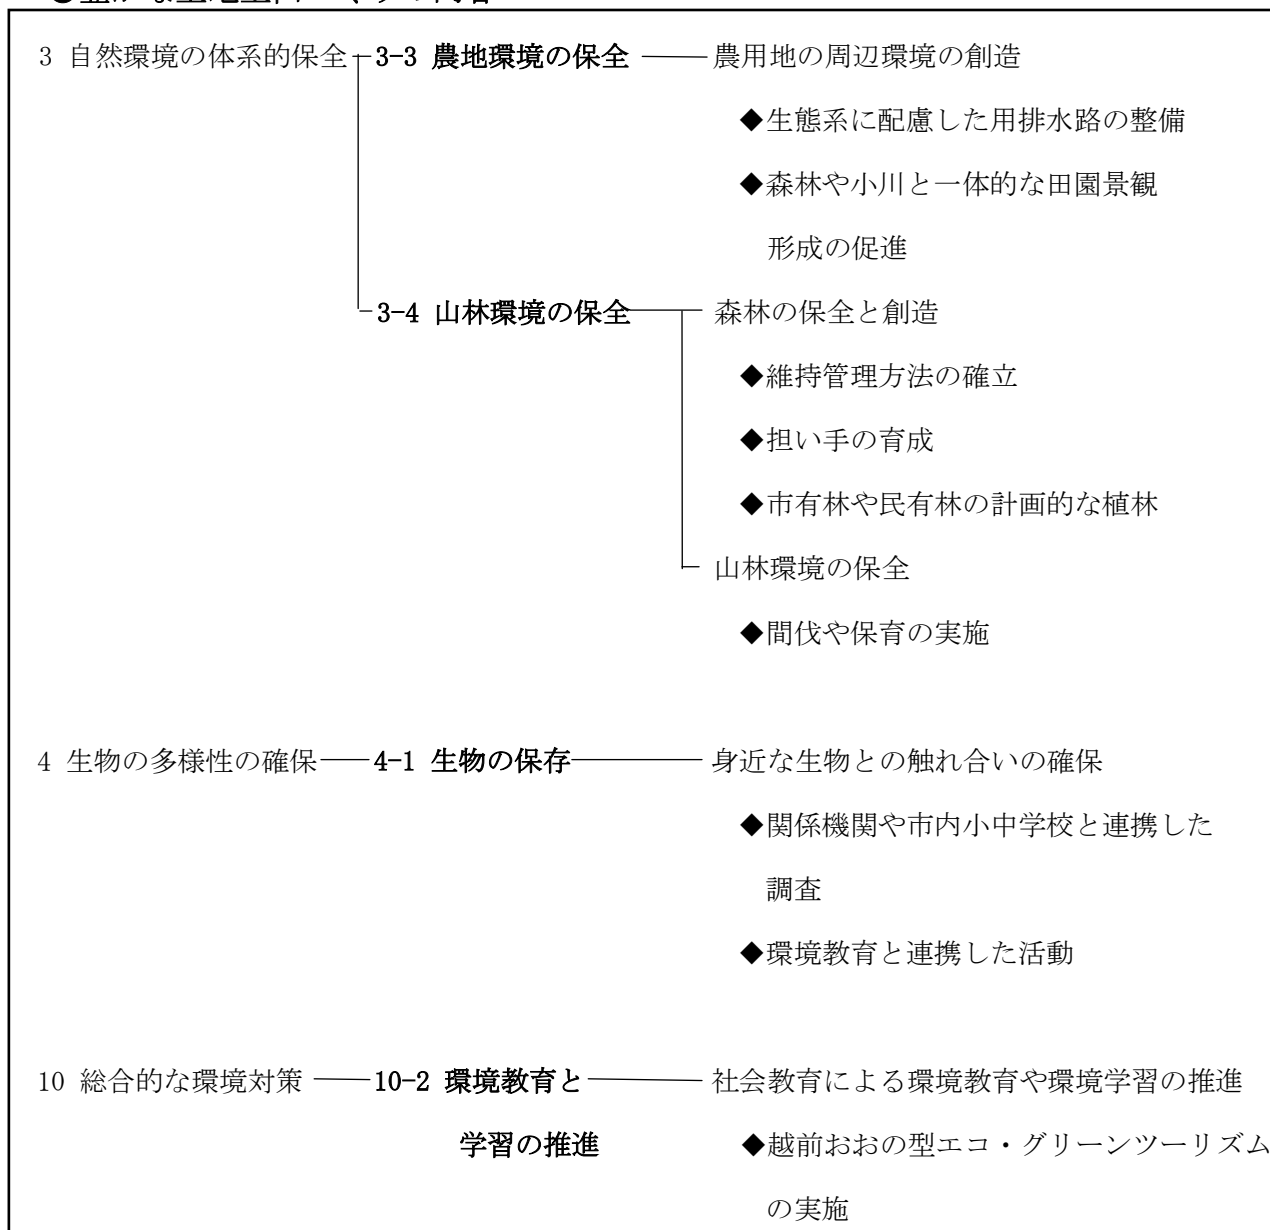 3 自然環境の体系的保全 3-3 農地環境の保全 農用地の周辺環境の創造
◆生態系に配慮した用排水路の整備
◆森林や小川と一体的な田園景観
形成の促進
3-4 山林環境の保全 森林の保全と創造
◆維持管理方法の確立
◆担い手の育成
◆市有林や民有林の計画的な植林
山林環境の保全
◆間伐や保育の実施
4 生物の多様性の確保 4-1 生物の保存 身近な生物との触れ合いの確保
◆関係機関や市内小中学校と連携した
調査
◆環境教育と連携した活動
10 総合的な環境対策 10-2 環境教育と 社会教育による環境教育や環境学習の推進
学習の推進 ◆越前おおの型エコ・グリーンツーリズム
の実施